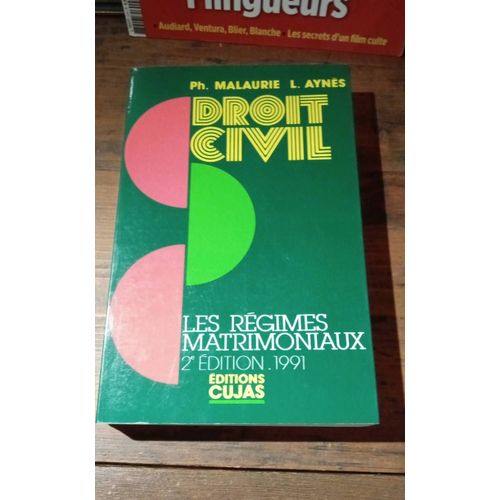 Flingueurs
• Audiard, Ventura, Blier, Blanche • Les secrets d'un film culte
Ph. MALAURIE L. AYNÈS
DROIT
CIVIL
LES RÉGIMES
MATRIMONIAUX
2e ÉDITION . 1991
ÉDITIONS
CUJAS